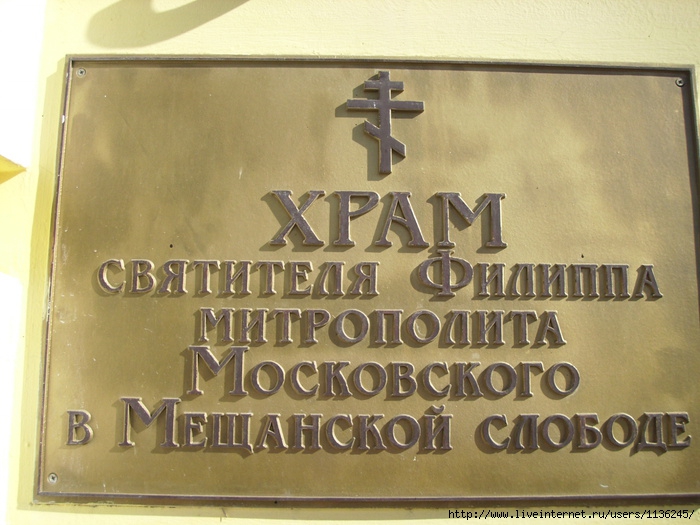 ХРАМ
СВЯТИТЕЛЯ ФИЛИППА
МИТРОПОЛИТА
МОСКОВСКОГО
В МЕЩАНСКОЙ СЛОБОДЕ
http://www.liveinternet.ru/users/1136245/